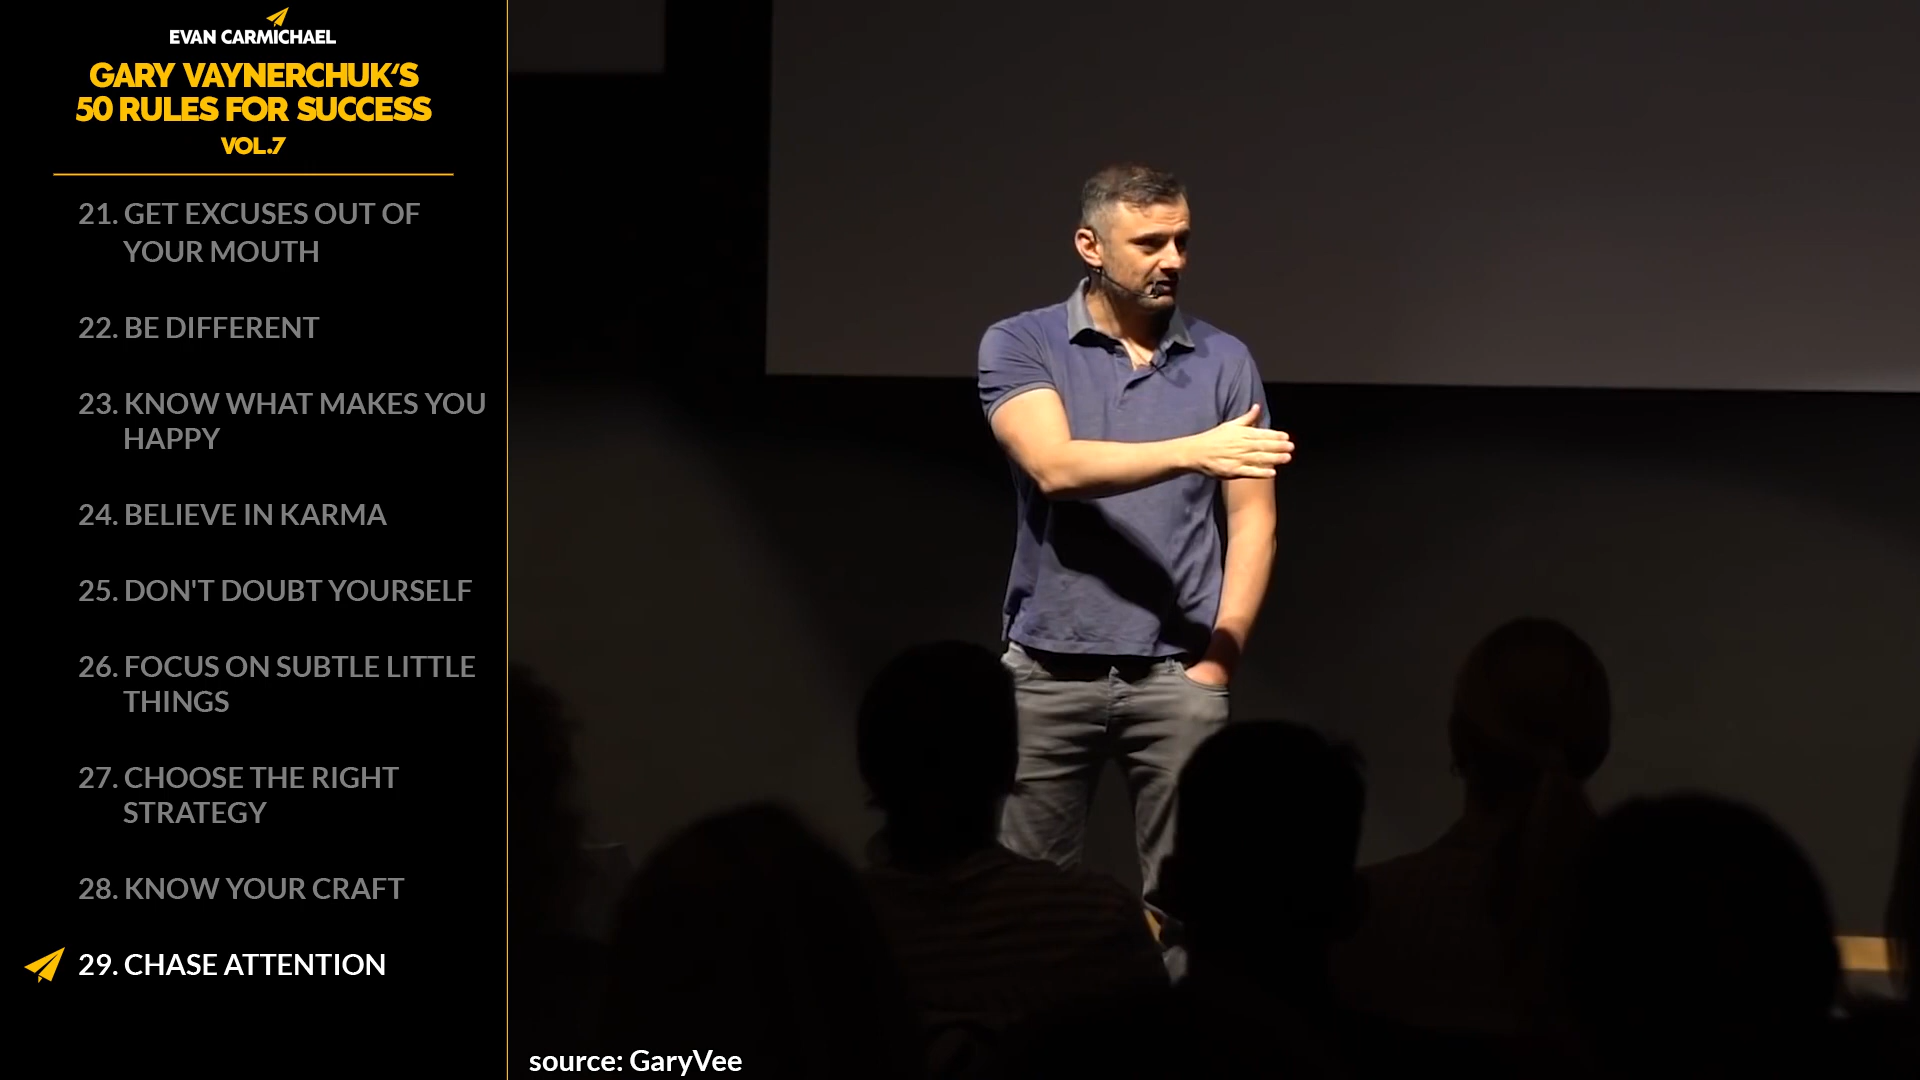 EVAN CARMICHAEL
GARY VAYNERCHUK'S
50 RULES FOR SUCCESS
VOL.7
21. GET EXCUSES OUT OF
YOUR MOUTH
22. BE DIFFERENT
23. KNOW WHAT MAKES YOU
HAPPY
24. BELIEVE IN KARMA
25. DON'T DOUBT YOURSELF
26. FOCUS ON SUBTLE LITTLE
THINGS
27. CHOOSE THE RIGHT
STRATEGY
28. KNOW YOUR CRAFT
29. CHASE ATTENTION
source: GaryVee